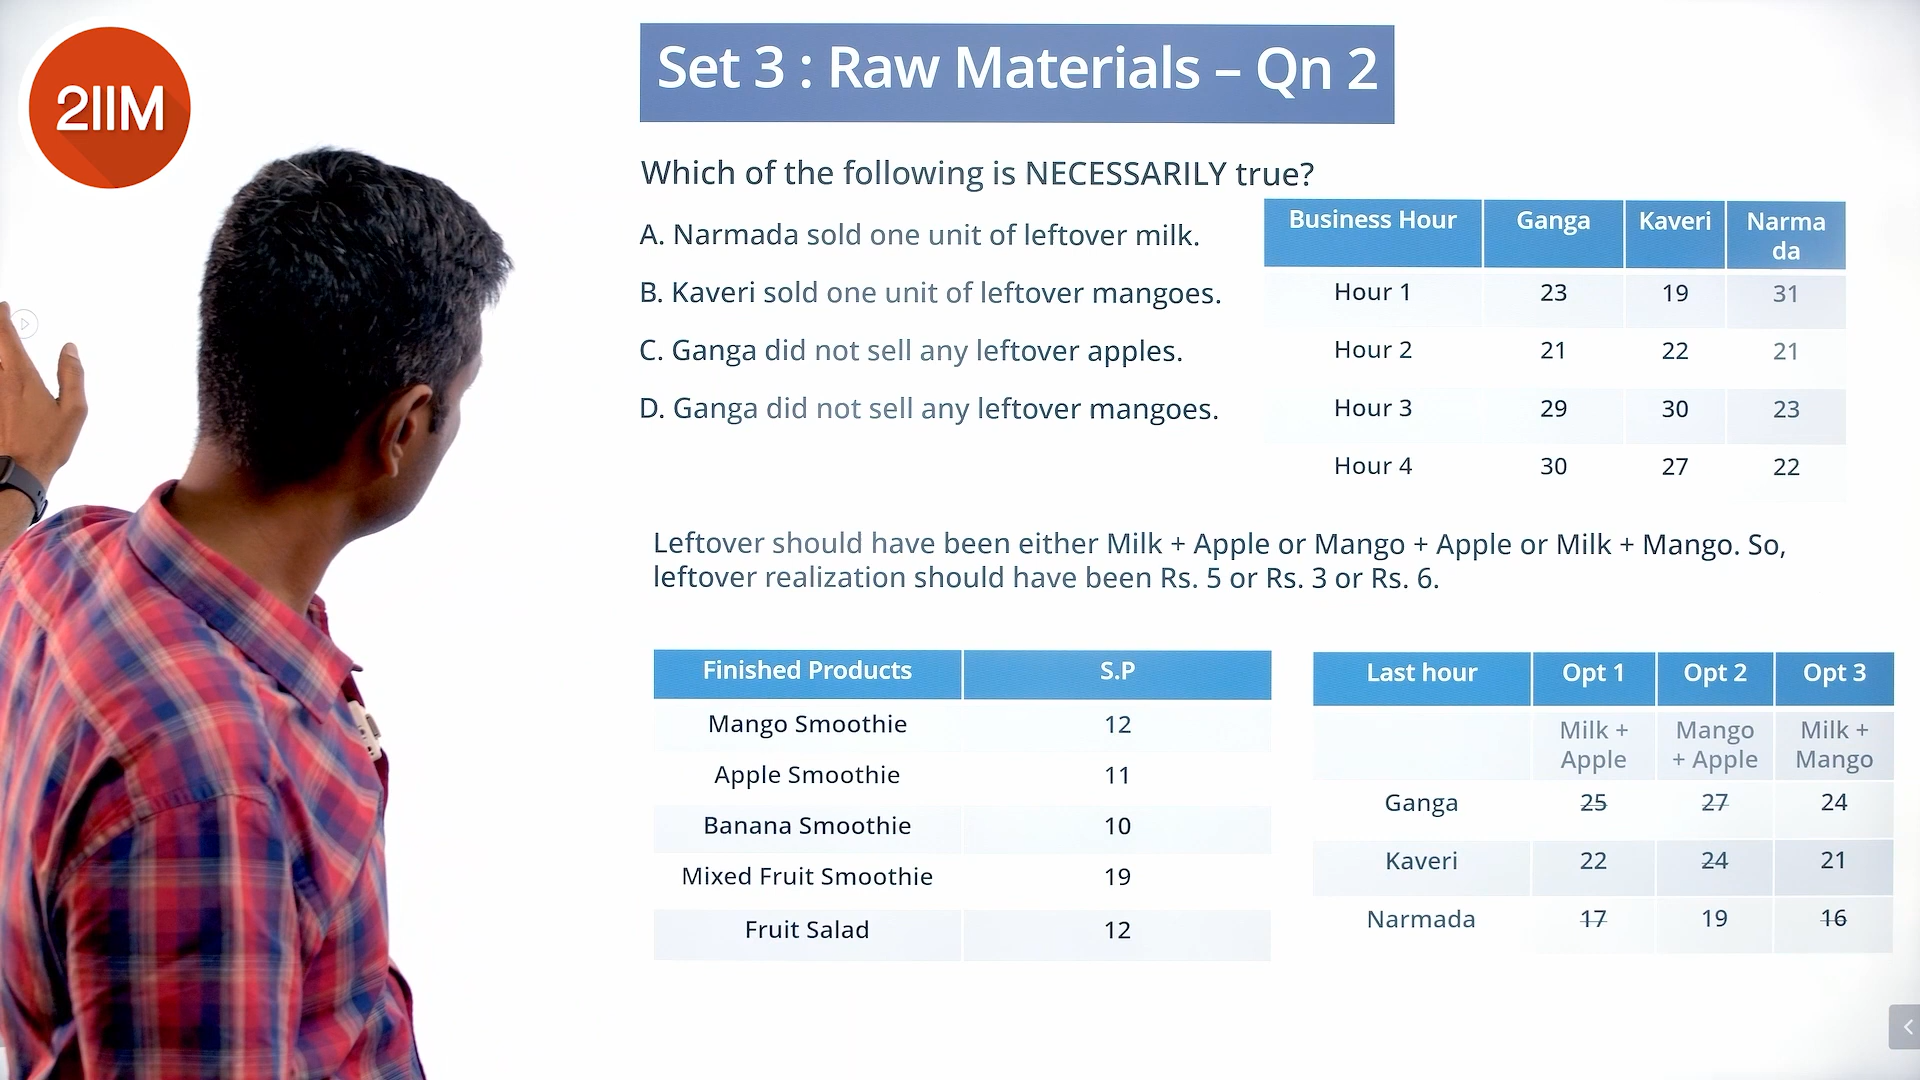 2IIM
Set 3 : Raw Materials – Qn 2
Which of the following is NECESSARILY true?
A. Narmada sold one unit of leftover milk.
B. Kaveri sold one unit of leftover mangoes.
C. Ganga did not sell any leftover apples.
D. Ganga did not sell any leftover mangoes.
Business Hour Ganga Kaveri Narma
da
Hour 1 23 19 31
Hour 2 21 22 21
Hour 3 29 30 23
Hour 4 30 27 22
Leftover should have been either Milk + Apple or Mango + Apple or Milk + Mango. So,
leftover realization should have been Rs. 5 or Rs. 3 or Rs. 6.
Finished Products S.P
Mango Smoothie 12
Apple Smoothie 11
Banana Smoothie 10
Mixed Fruit Smoothie 19
Fruit Salad 12
Last hour Opt 1 Opt 2 Opt 3
Milk + Mango Milk +
Apple + Apple Mango
Ganga 25 27 24
Kaveri 22 24 21
Narmada 17 19 16